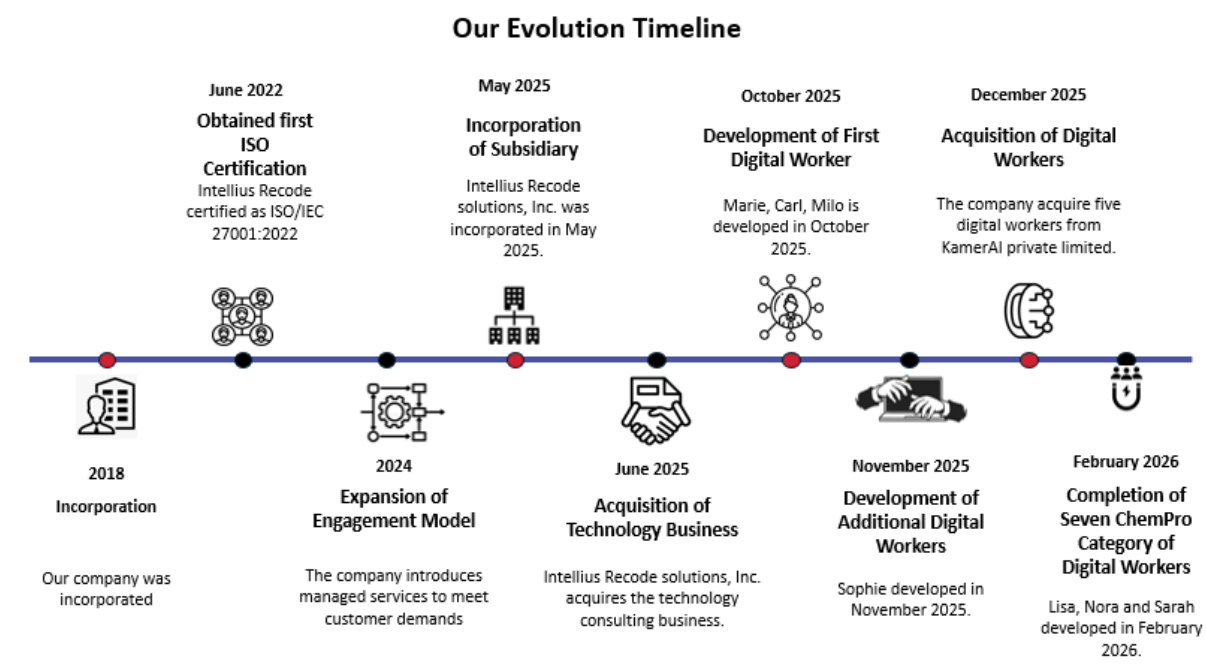 Our Evolution Timeline
June 2022
Obtained first
ISO
Certification
Intellius Recode
certified as ISO/IEC
27001:2022
May 2025
Incorporation
of Subsidiary
Intellius Recode
solutions, Inc. was
incorporated in May
2025.
October 2025
Development of First
Digital Worker
Marie, Carl, Milo is
developed in October
2025.
December 2025
Acquisition of Digital
Workers
The company acquire five
digital workers from
KamerAI private limited.
2018
Incorporation
Our company was
incorporated
2024
Expansion of
Engagement Model
The company introduces
managed services to meet
customer demands
June 2025
Acquisition of
Technology Business
Intellius Recode solutions, Inc.
acquires the technology
consulting business.
November 2025
Development of
Additional Digital
Workers
Sophie developed in
November 2025.
February 2026
Completion of
Seven ChemPro
Category of
Digital Workers
Lisa, Nora and Sarah
developed in February
2026.